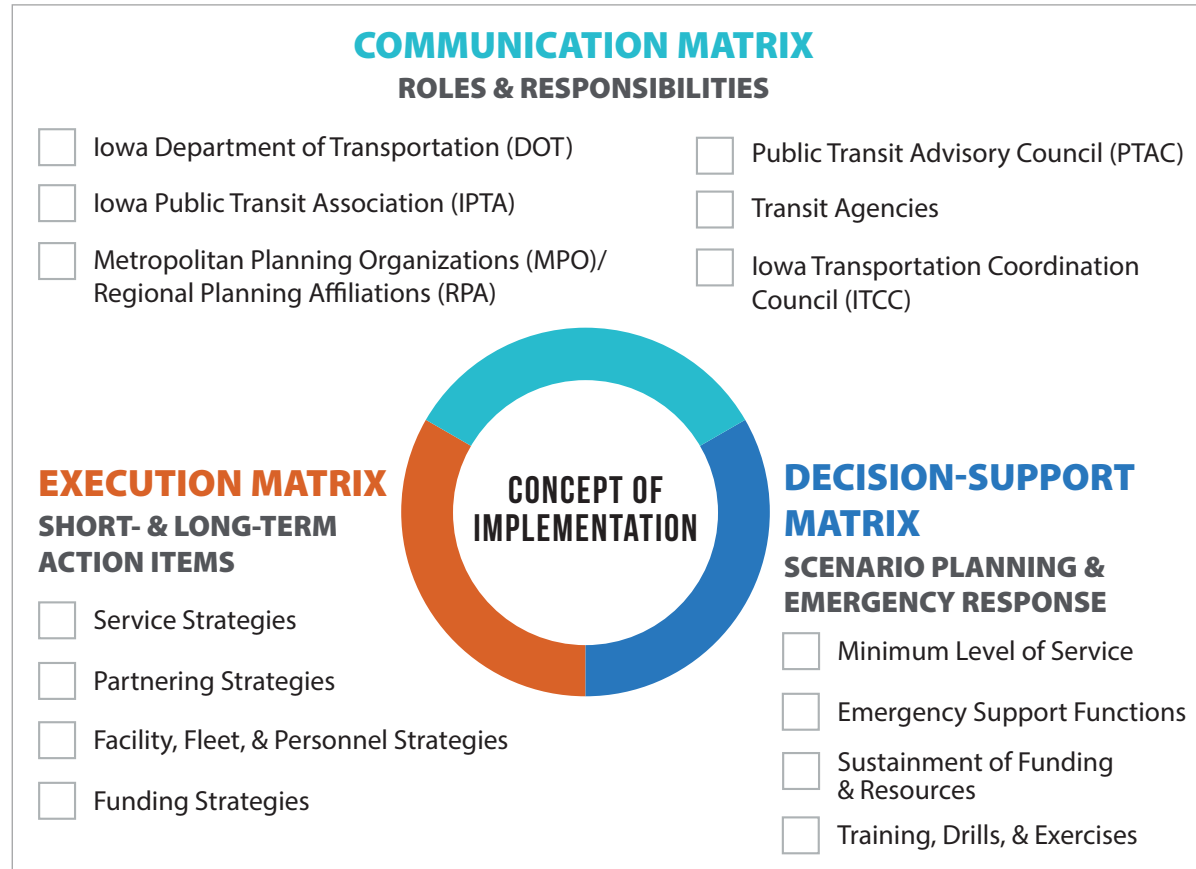 COMMUNICATION MATRIX
ROLES & RESPONSIBILITIES
Iowa Department of Transportation (DOT)
Iowa Public Transit Association (IPTA)
Metropolitan Planning Organizations (MPO)/
Regional Planning Affiliations (RPA)
Public Transit Advisory Council (PTAC)
Transit Agencies
Iowa Transportation Coordination
Council (ITCC)
CONCEPT OF
IMPLEMENTATION
EXECUTION MATRIX
SHORT- & LONG-TERM
ACTION ITEMS
Service Strategies
Partnering Strategies
Facility, Fleet, & Personnel Strategies
Funding Strategies
DECISION-SUPPORT
MATRIX
SCENARIO PLANNING &
EMERGENCY RESPONSE
Minimum Level of Service
Emergency Support Functions
Sustainment of Funding
& Resources
Training, Drills, & Exercises